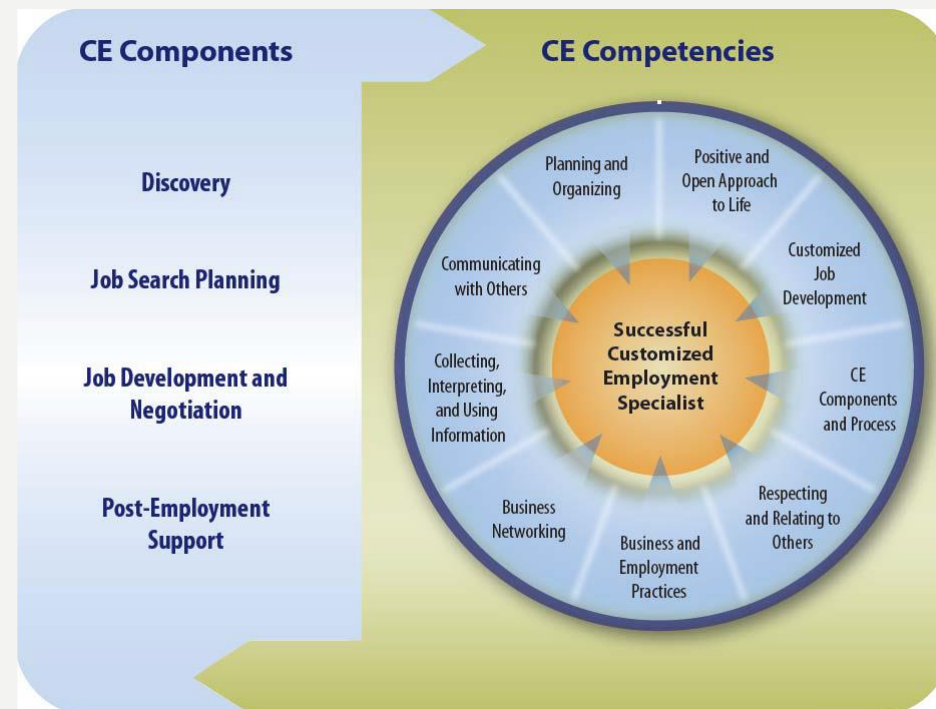 CE Components
Discovery
Job Search Planning
Job Development and
Negotiation
Post-Employment
Support
CE Competencies
Planning and
Organizing
Positive and
Open Approach
to Life
Customized
Job
Development
CE
Components
and Process
Respecting
and Relating to
Others
Business and
Employment
Practices
Business
Networking
Collecting,
Interpreting,
and Using
Information
Communicating
with Others
Successful
Customized
Employment
Specialist